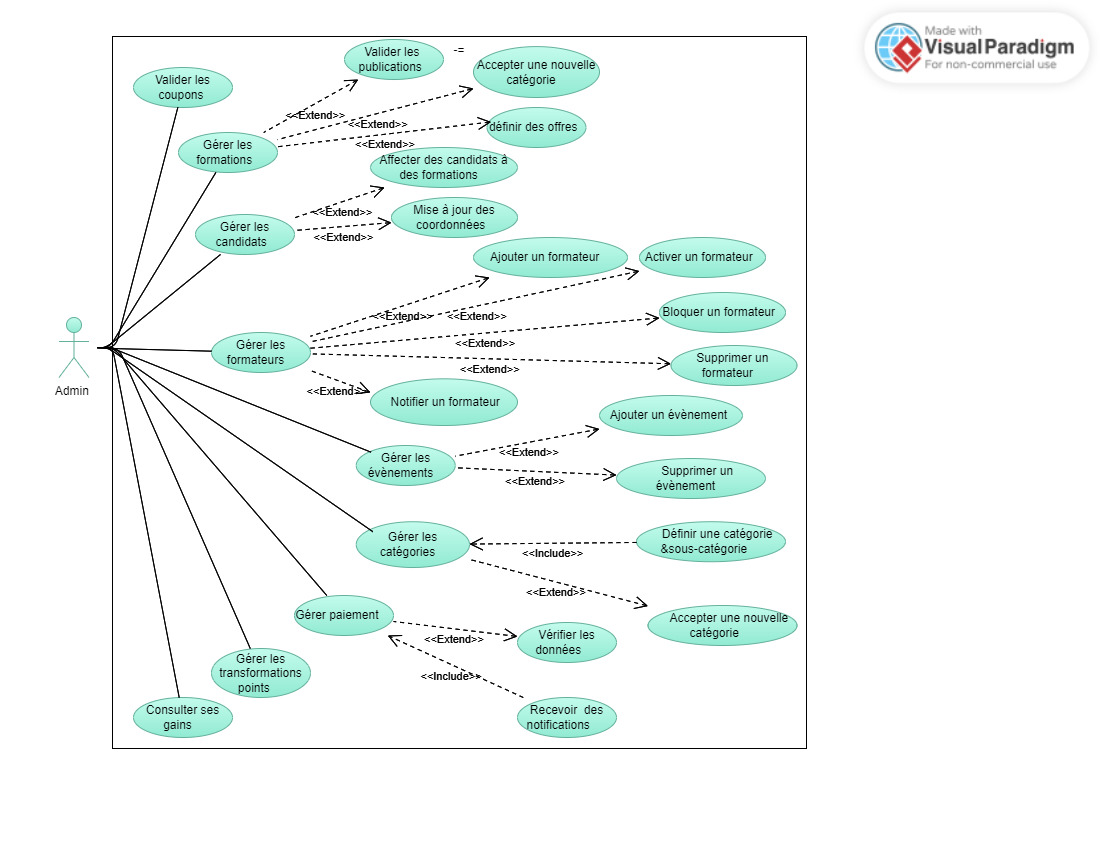 Made with
Visual Paradigm
For non-commercial use
Valider les
publications
-=
Accepter une nouvelle
catégorie
Valider les
coupons
<<Extend>>
<<Extend>>
définir des offres
<<Extend>>
Gérer les
formations
Affecter des candidats à
des formations
<<Extend>>
Mise à jour des
coordonnées
<<Extend>>
Gérer les
candidats
Ajouter un formateur
Activer un formateur
<<Extend>>
<<Extend>>
Bloquer un formateur
<<Extend>>
Gérer les
formateurs
Supprimer un
formateur
<<Extend>>
Admin
<<Extend>>
Notifier un formateur
Ajouter un évènement
<<Extend>>
Gérer les
évènements
Supprimer un
évènement
<<Extend>>
Gérer les
catégories
Définir une catégorie
&sous-catégorie
<<Include>>
<<Extend>>
Accepter une nouvelle
catégorie
Gérer paiement
<<Extend>>
Vérifier les
données
Gérer les
transformations
points
<<Include>>
Consulter ses
gains
Recevoir  des
notifications